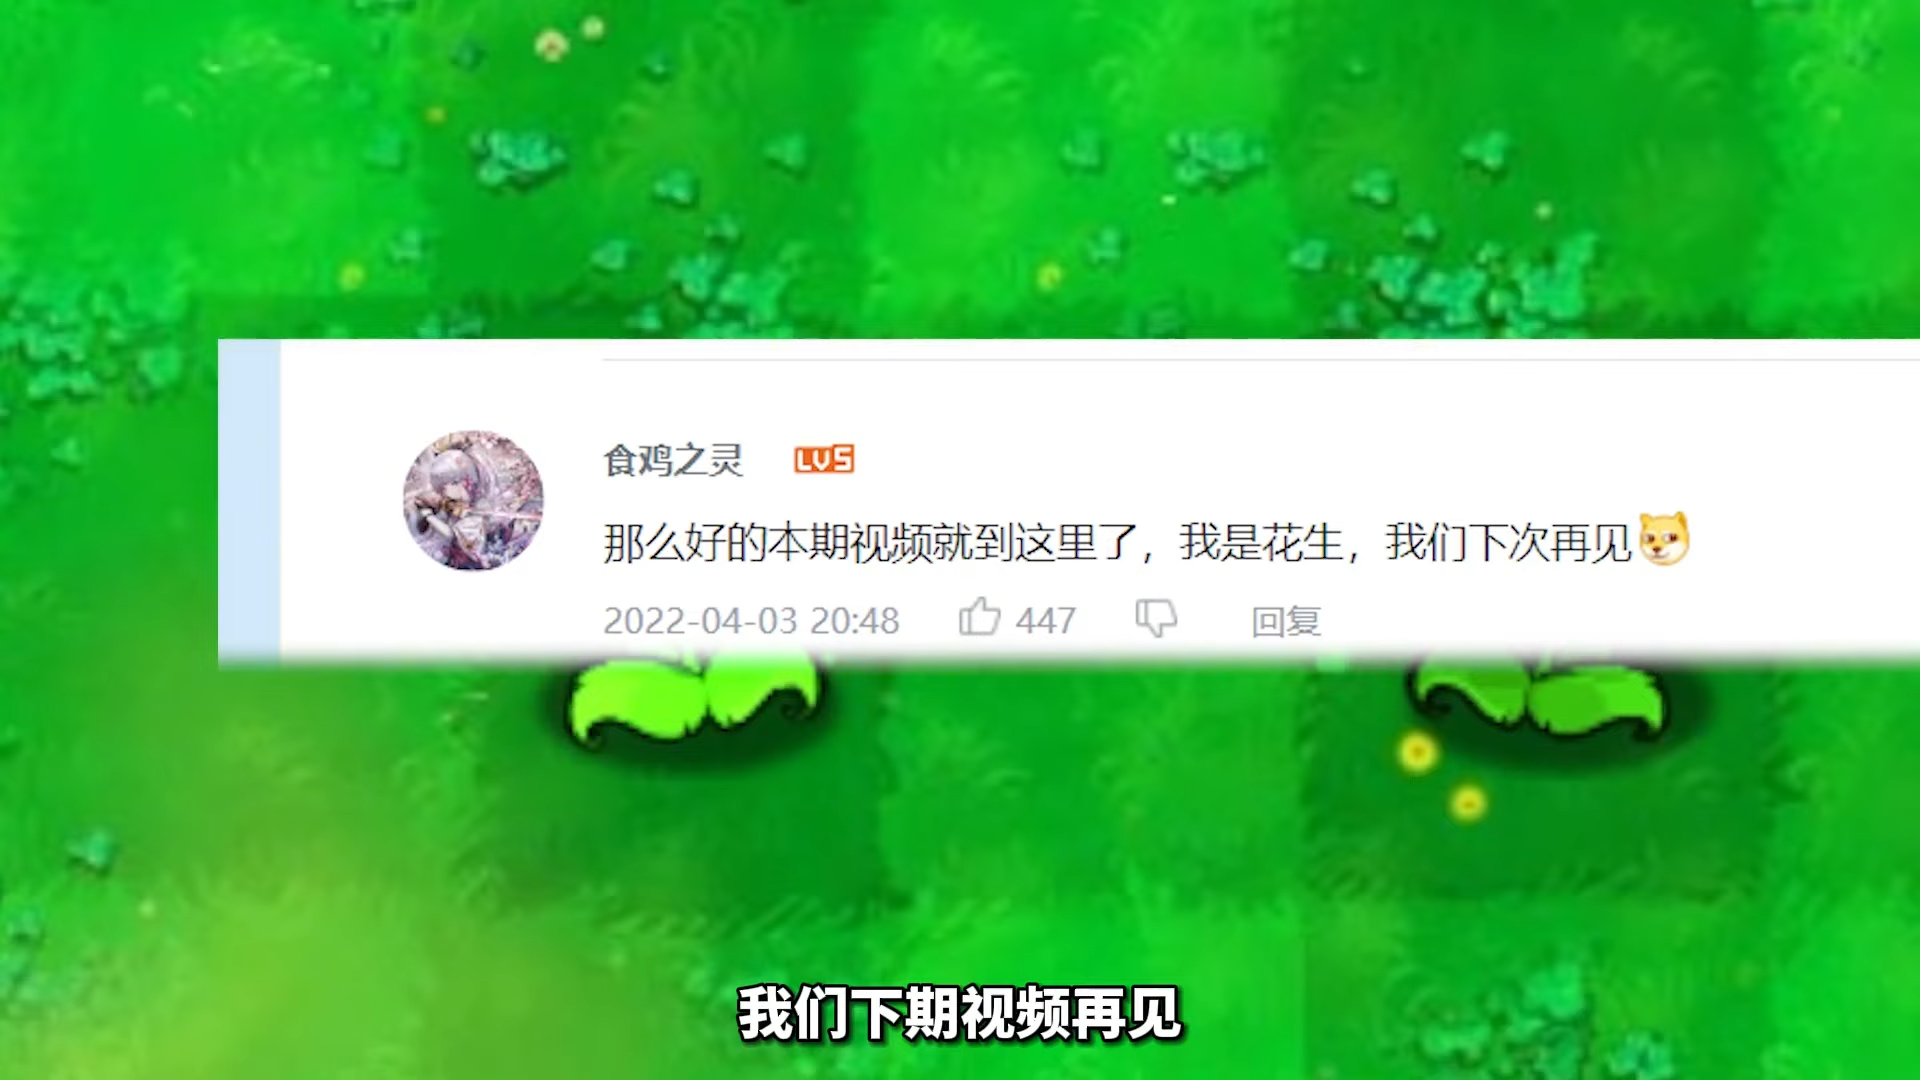 食鸡之灵 LV5
那么好的本期视频就到这里了，我是花生，我们下次再见
2022-04-03 20:48 447 回复
我们下期视频再见